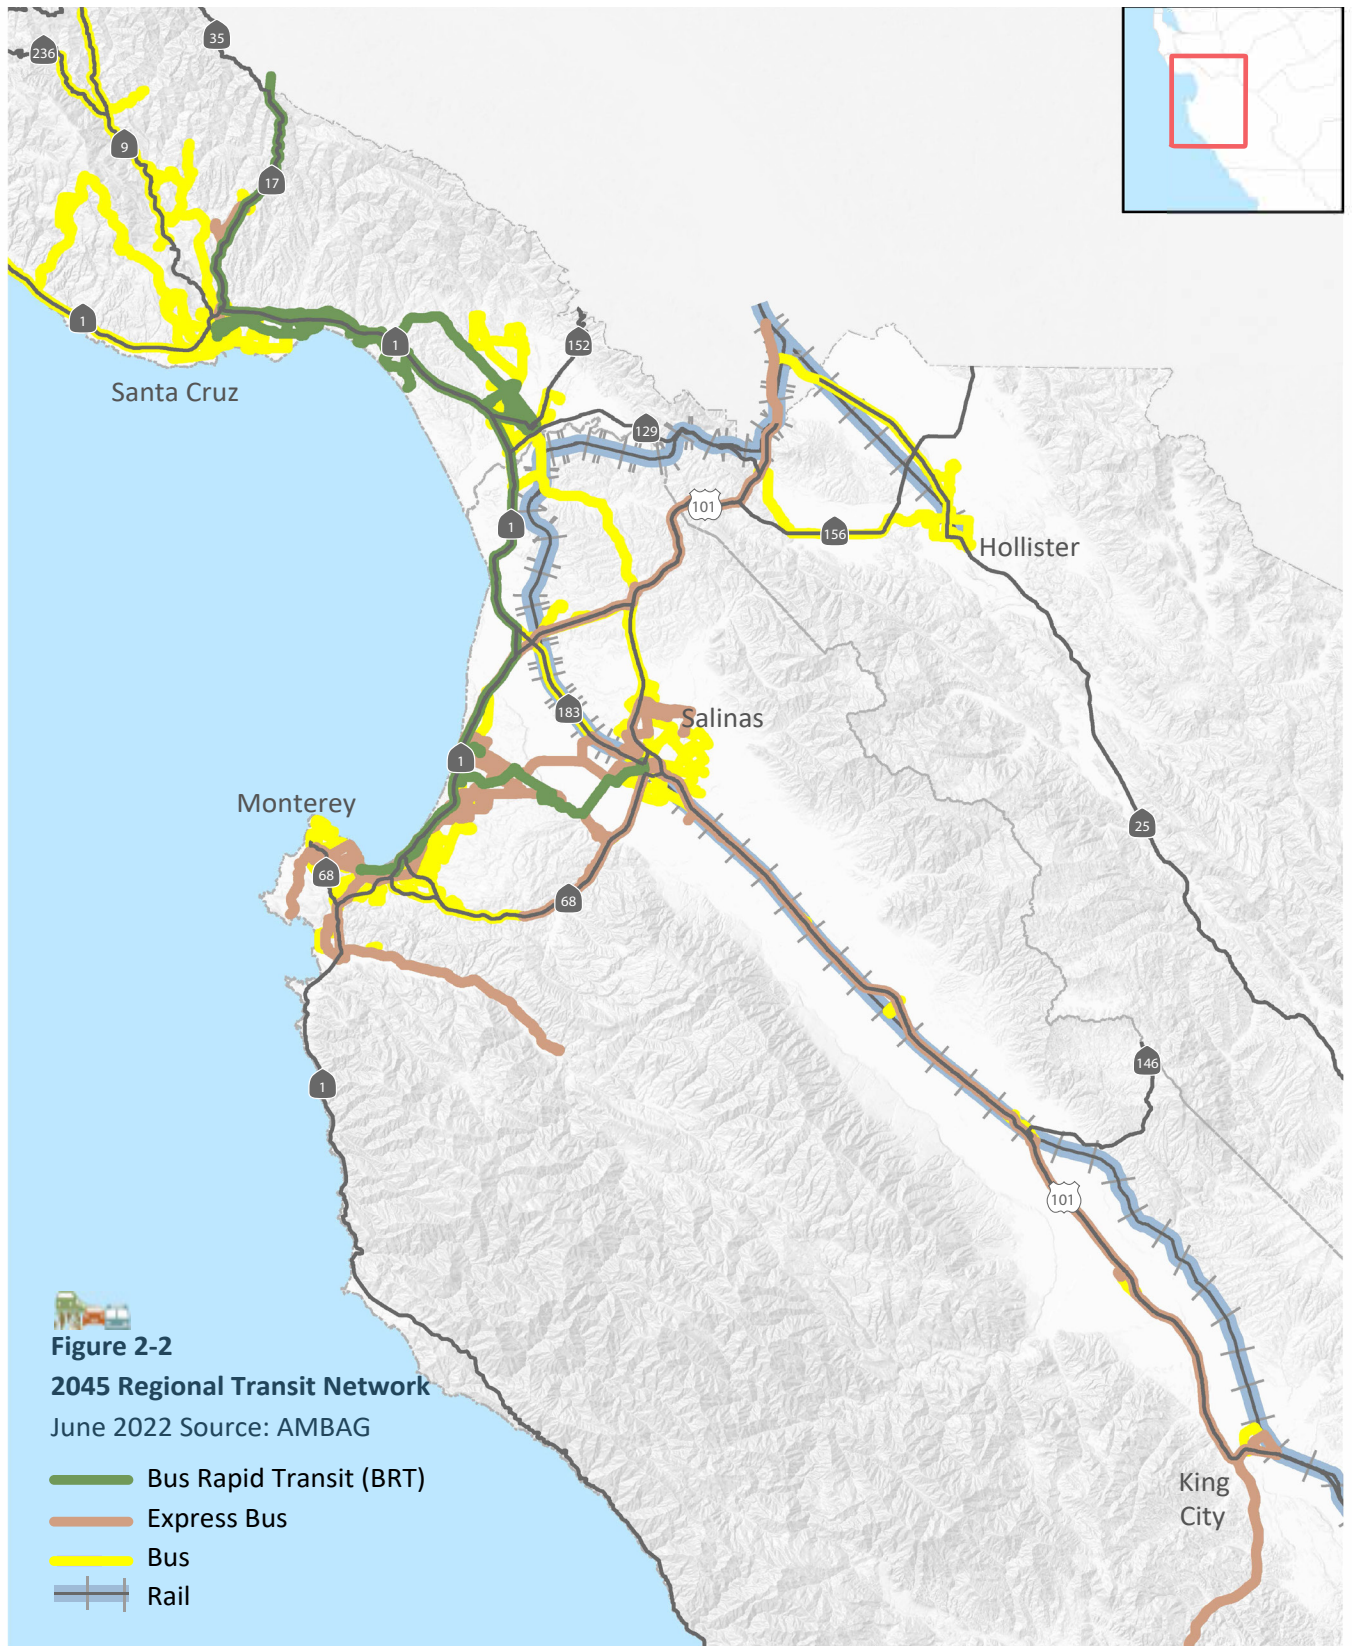 35
236
9
17
1
Santa Cruz
1
152
129
101
1
156
Hollister
183
Salinas
1
Monterey
25
68
68
146
1
101
Figure 2-2
2045 Regional Transit Network
June 2022 Source: AMBAG
Bus Rapid Transit (BRT)
Express Bus
Bus
Rail
King
City